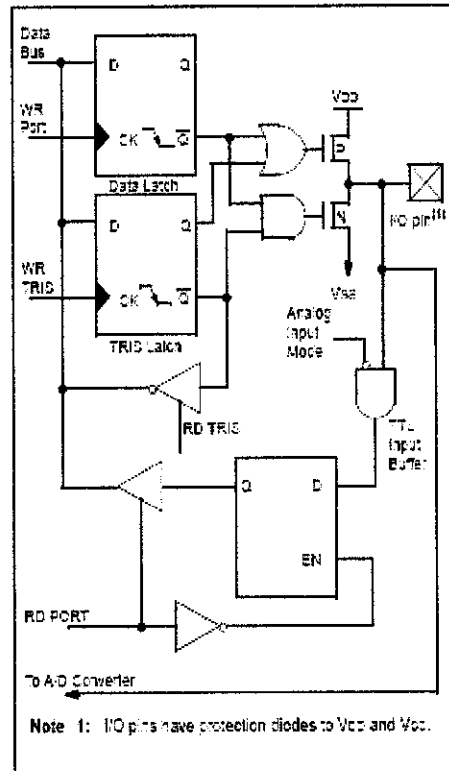 Data
Bus
D Q
VDD
WR
Port
CK Q
P
Data Latch
I/O pin(1)
D Q
N
WR
TRIS
CK Q
VSS
TRIS Latch
Analog
Input
Mode
RD TRIS
TTL
Input
Buffer
Q D
EN
RD PORT
To A/D Converter
Note 1: I/O pins have protection diodes to VDD and